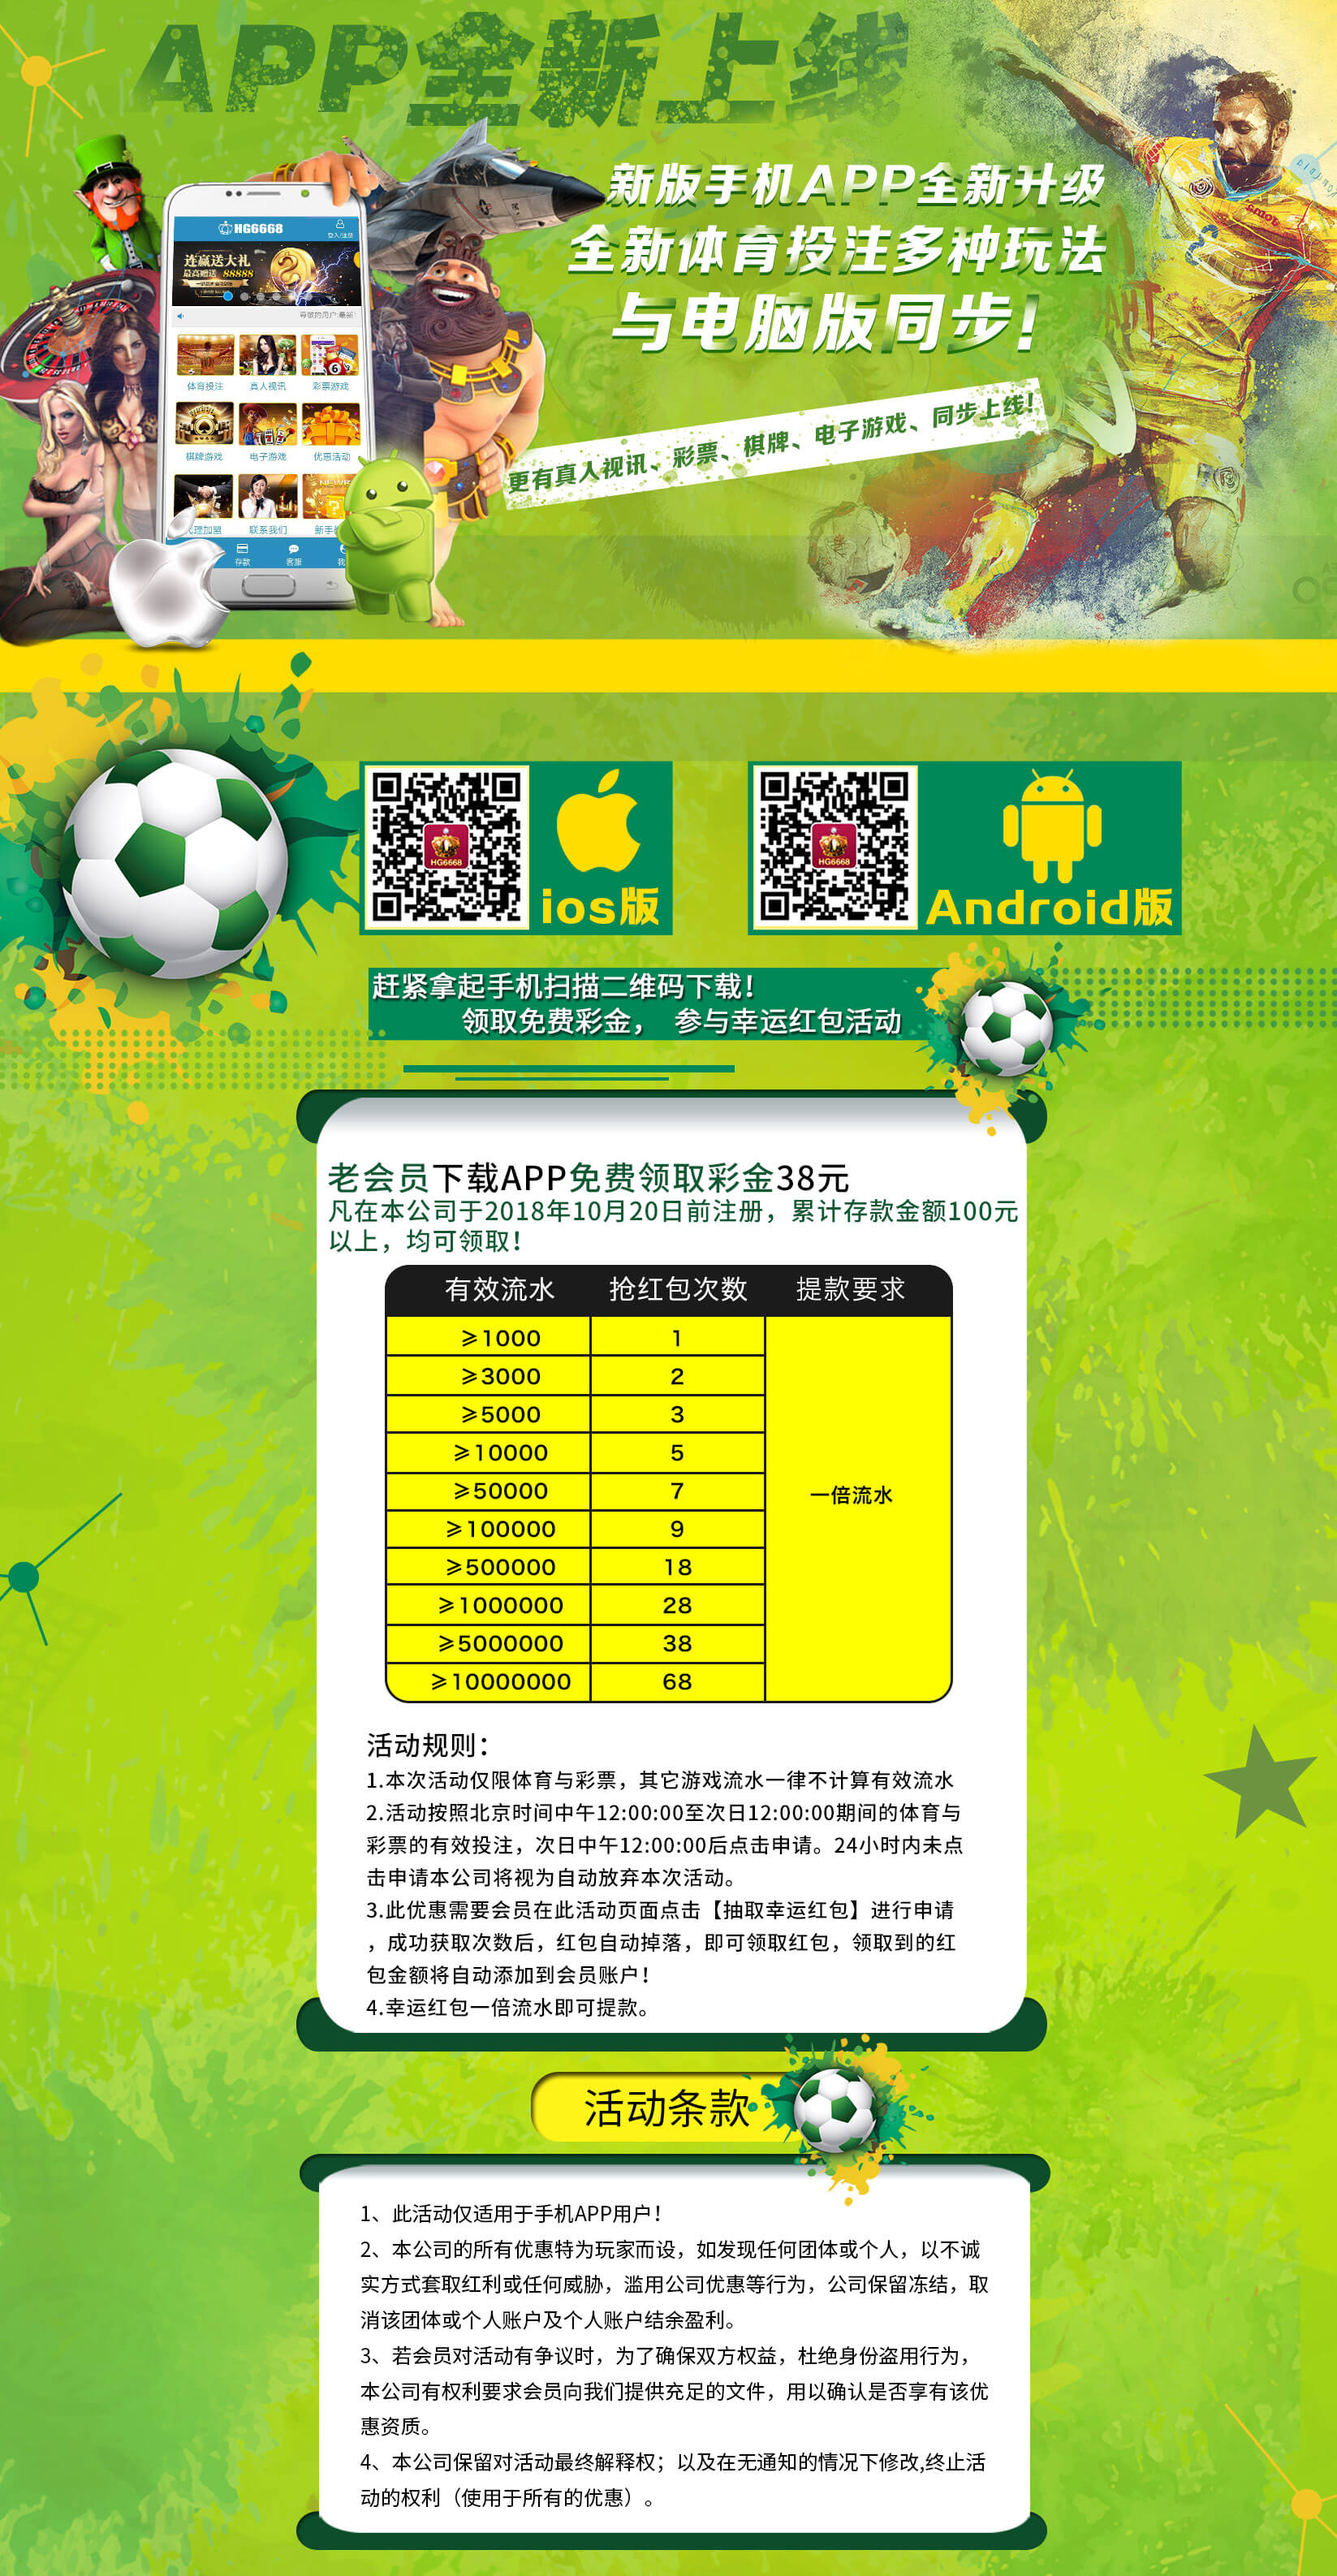 APP全新上线
新版手机APP全新升级
全新体育投注多种玩法
与电脑版同步!
更有真人视讯、彩票、棋牌、电子游戏、同步上线!
HG6668
登入/注册
连赢送大礼
最高赠送 88888
尊敬的用户:最新
体育投注 真人视讯 彩票游戏
棋牌游戏 电子游戏 优惠活动
代理加盟 联系我们 新手
存款 客服 我
HG6668
ios版
HG6668
Android版
赶紧拿起手机扫描二维码下载!
领取免费彩金， 参与幸运红包活动
老会员下载APP免费领取彩金38元
凡在本公司于2018年10月20日前注册，累计存款金额100元
以上，均可领取!
有效流水 抢红包次数 提款要求
≥1000 1
≥3000 2
≥5000 3
≥10000 5
≥50000 7
一倍流水
≥100000 9
≥500000 18
≥1000000 28
≥5000000 38
≥10000000 68
活动规则：
1.本次活动仅限体育与彩票，其它游戏流水一律不计算有效流水
2.活动按照北京时间中午12:00:00至次日12:00:00期间的体育与
彩票的有效投注，次日中午12:00:00后点击申请。24小时内未点
击申请本公司将视为自动放弃本次活动。
3.此优惠需要会员在此活动页面点击【抽取幸运红包】进行申请
，成功获取次数后，红包自动掉落，即可领取红包，领取到的红
包金额将自动添加到会员账户!
4.幸运红包一倍流水即可提款。
活动条款
1、此活动仅适用于手机APP用户!
2、本公司的所有优惠特为玩家而设，如发现任何团体或个人，以不诚
实方式套取红利或任何威胁，滥用公司优惠等行为，公司保留冻结，取
消该团体或个人账户及个人账户结余盈利。
3、若会员对活动有争议时，为了确保双方权益，杜绝身份盗用行为，
本公司有权利要求会员向我们提供充足的文件，用以确认是否享有该优
惠资质。
4、本公司保留对活动最终解释权；以及在无通知的情况下修改,终止活
动的权利（使用于所有的优惠）。